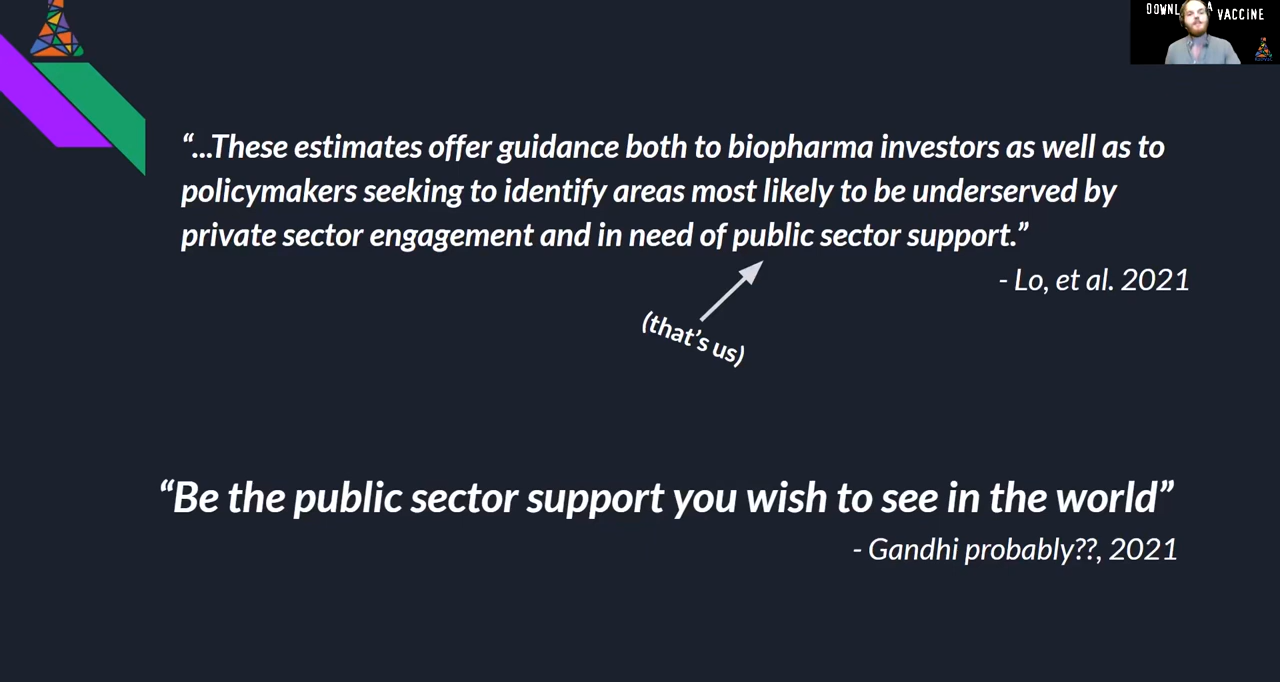 DOWNL A
VACCINE
“...These estimates offer guidance both to biopharma investors as well as to
policymakers seeking to identify areas most likely to be underserved by
private sector engagement and in need of public sector support.”
- Lo, et al. 2021
(that’s us)
“Be the public sector support you wish to see in the world”
- Gandhi probably??, 2021